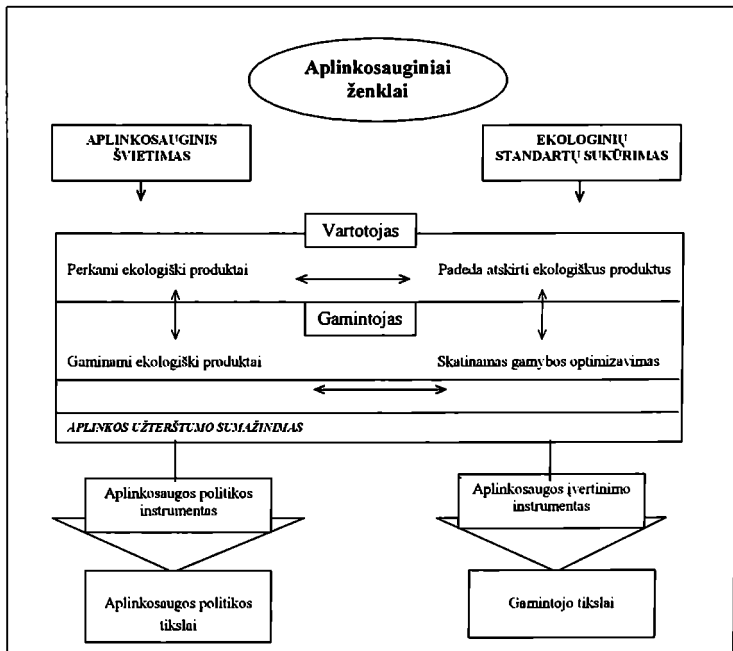 Aplinkosauginiai
ženklai
APLINKOSAUGINIS
ŠVIETIMAS
EKOLOGINIŲ
STANDARTŲ SUKŪRIMAS
Vartotojas
Perkami ekologiški produktai
Padeda atskirti ekologiškus produktus
Gamintojas
Gaminami ekologiški produktai
Skatinamas gamybos optimizavimas
APLINKOS UŽTERŠTUMO SUMAŽINIMAS
Aplinkosaugos politikos
instrumentas
Aplinkosaugos įvertinimo
instrumentas
Aplinkosaugos politikos
tikslai
Gamintojo tikslai